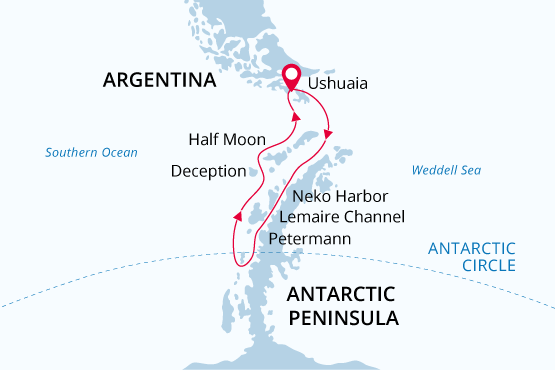 ARGENTINA
Ushuaia
Half Moon
Southern Ocean
Deception
Weddell Sea
Neko Harbor
Lemaire Channel
Petermann
ANTARCTIC
CIRCLE
ANTARCTIC
PENINSULA